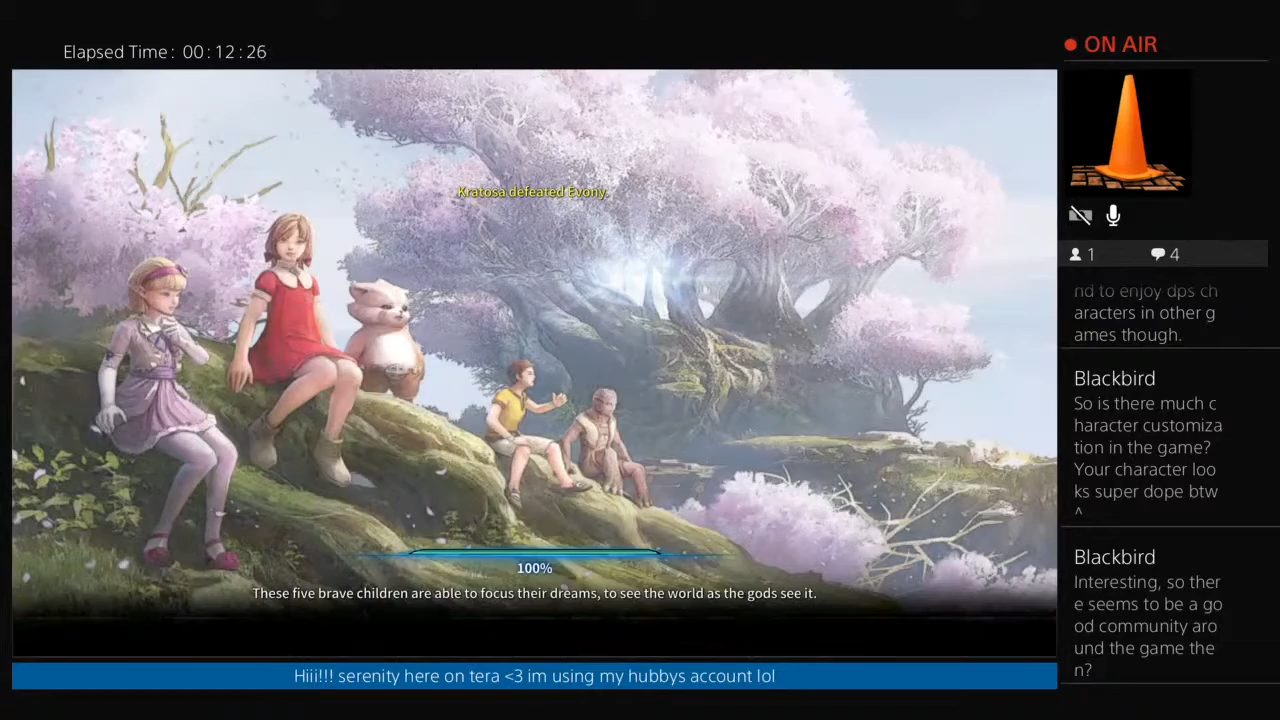 Elapsed Time: 00:12:26
ON AIR
Kratosa defeated Evony.
1
4
nd to enjoy dps ch
aracters in other g
ames though.
Blackbird
So is there much c
haracter customiza
tion in the game?
Your character loo
ks super dope btw
^
Blackbird
Interesting, so ther
e seems to be a go
od community aro
und the game the
n?
100%
These five brave children are able to focus their dreams, to see the world as the gods see it.
Hiii!!! serenity here on tera <3 im using my hubbys account lol